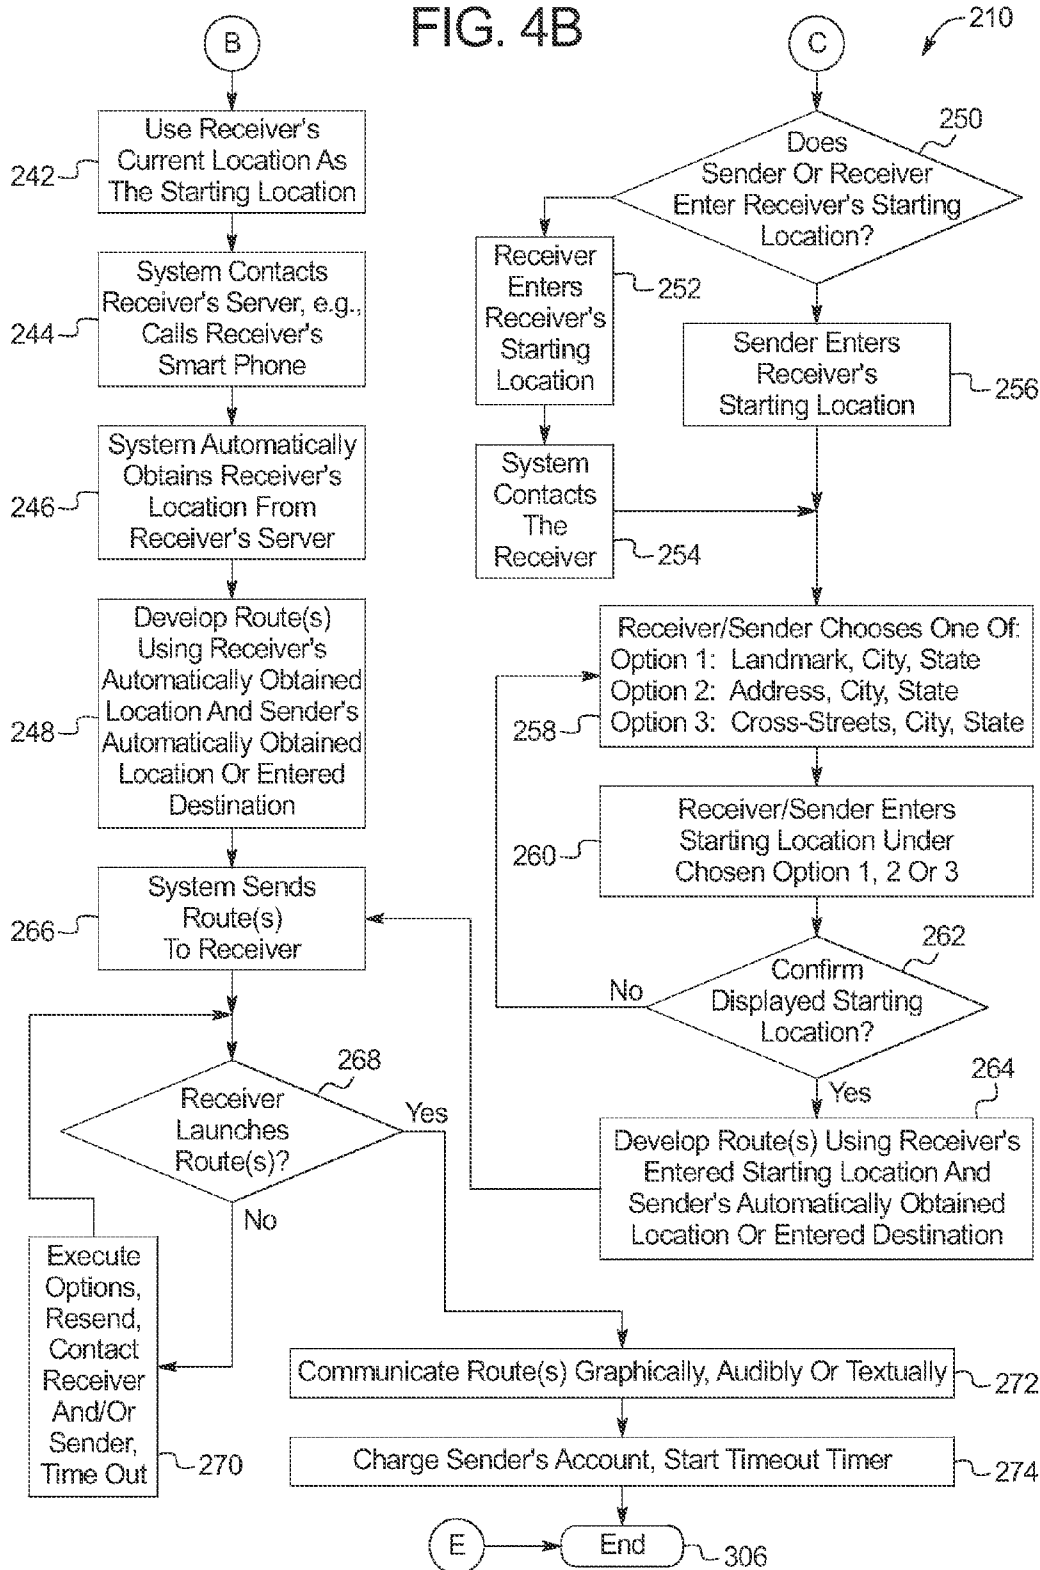 FIG. 4B
210
B
Use Receiver's
Current Location As
The Starting Location
242
System Contacts
Receiver's Server, e.g.,
Calls Receiver's
Smart Phone
244
System Automatically
Obtains Receiver's
Location From
Receiver's Server
246
Develop Route(s)
Using Receiver's
Automatically Obtained
Location And Sender's
Automatically Obtained
Location Or Entered
Destination
248
System Sends
Route(s)
To Receiver
266
Receiver
Launches
Route(s)?
268
Yes
No
Execute
Options,
Resend,
Contact
Receiver
And/Or
Sender,
Time Out
270
C
Does
Sender Or Receiver
Enter Receiver's Starting
Location?
250
Receiver
Enters
Receiver's
Starting
Location
252
System
Contacts
The
Receiver
254
Sender Enters
Receiver's
Starting Location
256
Receiver/Sender Chooses One Of:
Option 1: Landmark, City, State
Option 2: Address, City, State
Option 3: Cross-Streets, City, State
258
Receiver/Sender Enters
Starting Location Under
Chosen Option 1, 2 Or 3
260
Confirm
Displayed Starting
Location?
262
No
Yes
264
Develop Route(s) Using Receiver's
Entered Starting Location And
Sender's Automatically Obtained
Location Or Entered Destination
Communicate Route(s) Graphically, Audibly Or Textually
272
Charge Sender's Account, Start Timeout Timer
274
E
End
306